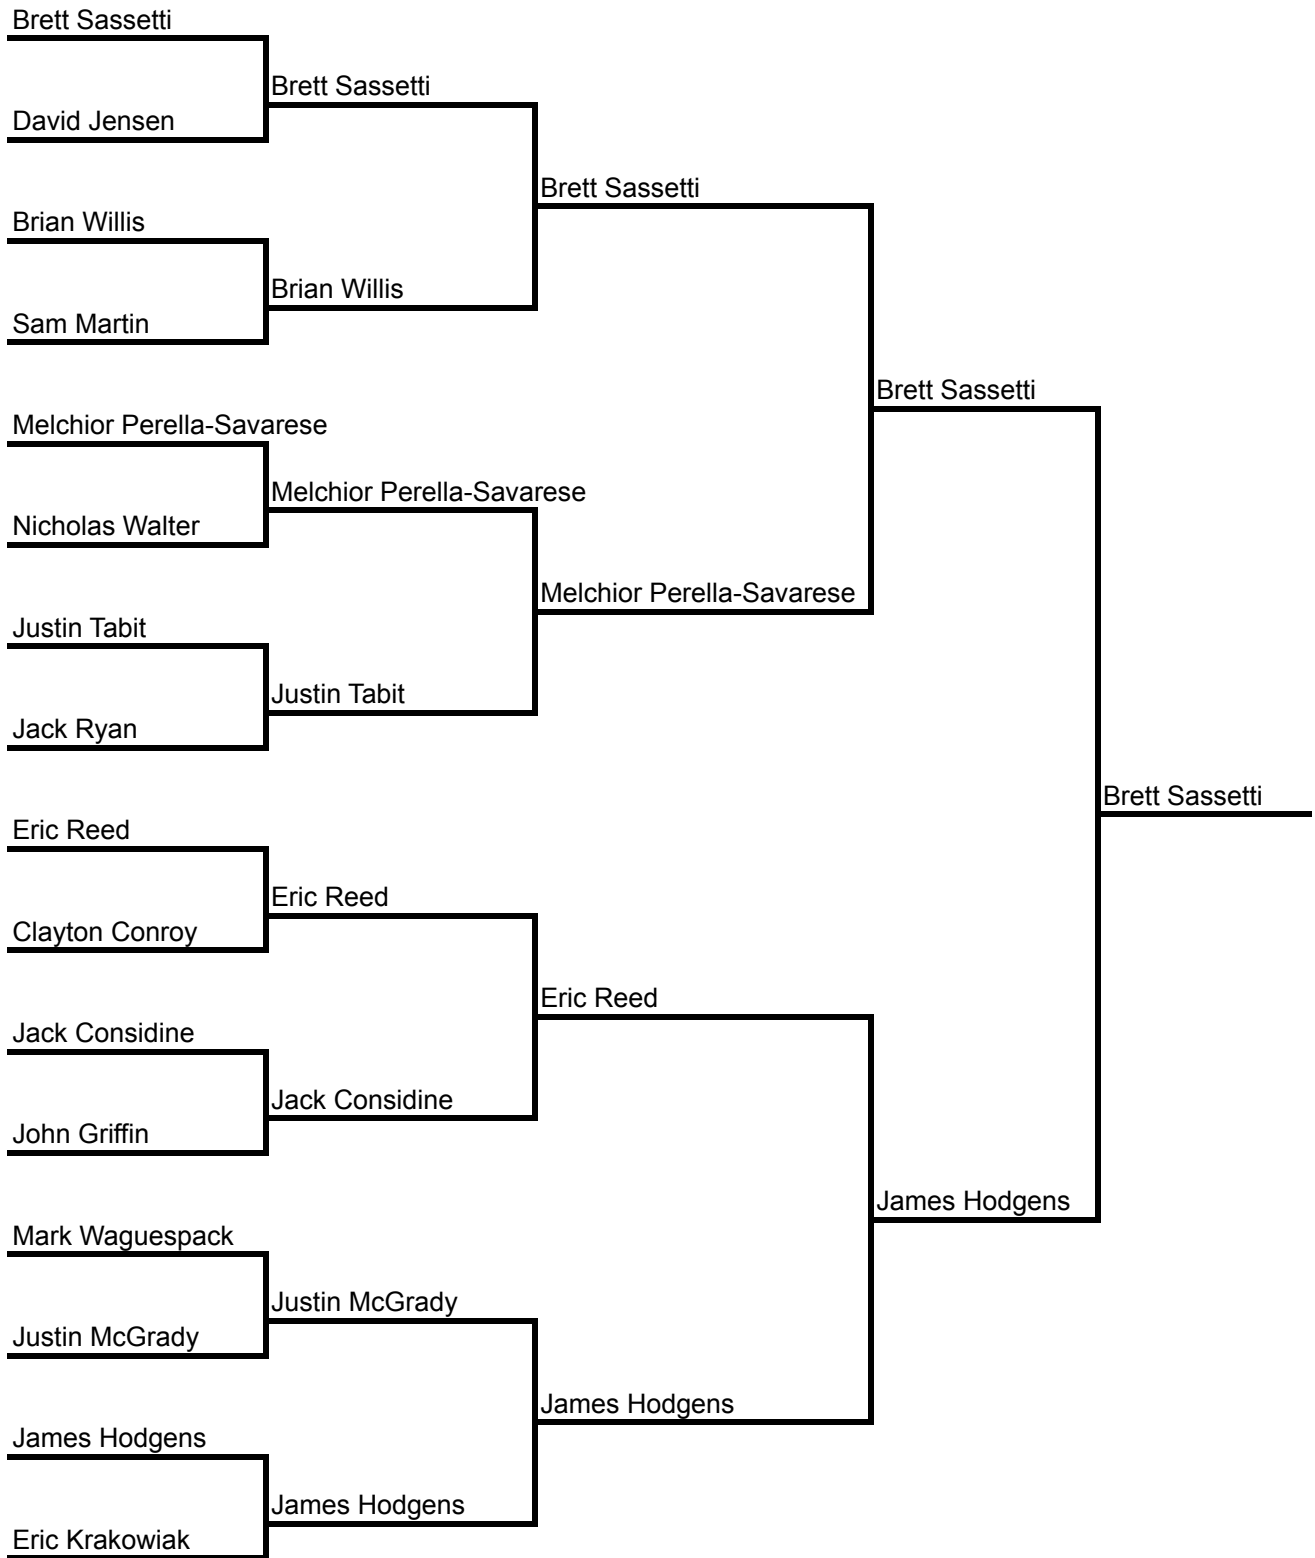 Brett Sassetti
Brett Sassetti
David Jensen
Brett Sassetti
Brian Willis
Brian Willis
Sam Martin
Brett Sassetti
Melchior Perella-Savarese
Melchior Perella-Savarese
Nicholas Walter
Melchior Perella-Savarese
Justin Tabit
Justin Tabit
Jack Ryan
Brett Sassetti
Eric Reed
Eric Reed
Clayton Conroy
Eric Reed
Jack Considine
Jack Considine
John Griffin
James Hodgens
Mark Waguespack
Justin McGrady
Justin McGrady
James Hodgens
James Hodgens
James Hodgens
Eric Krakowiak